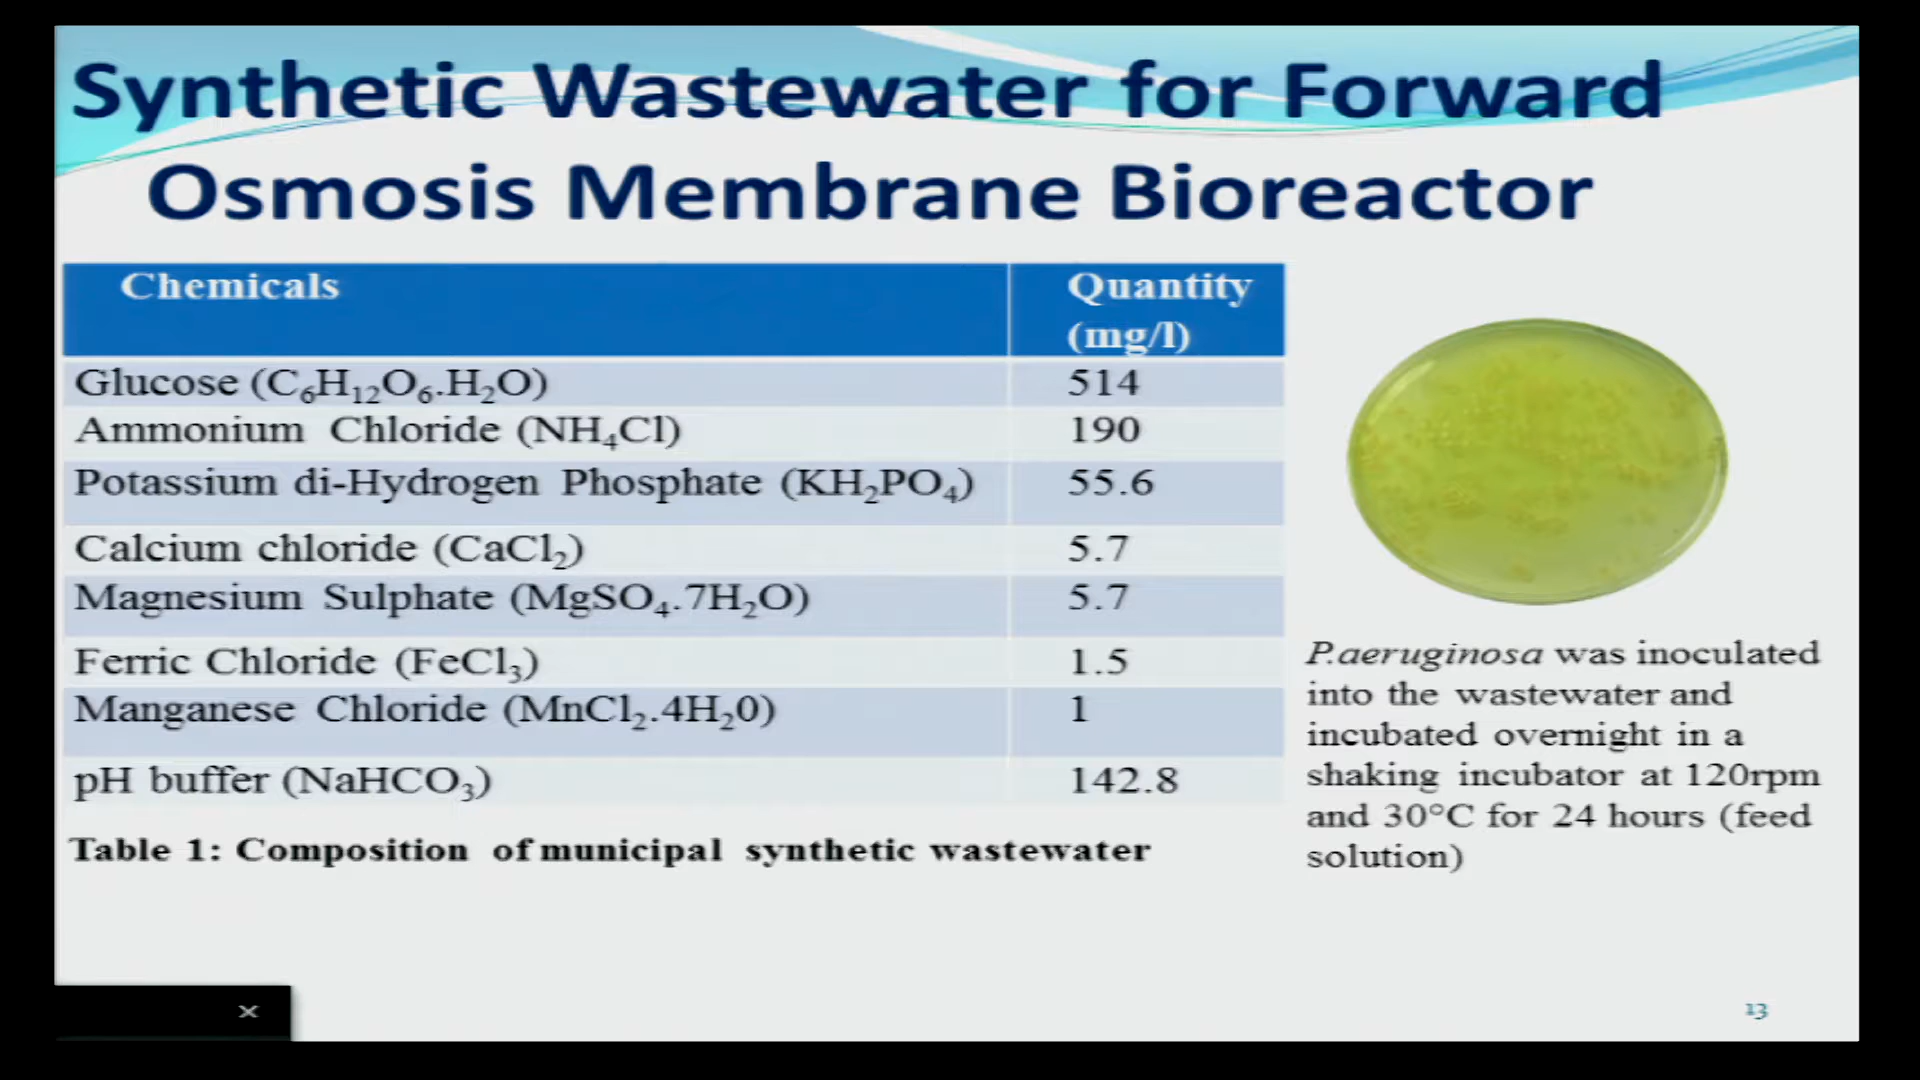 Synthetic Wastewater for Forward
Osmosis Membrane Bioreactor
Chemicals Quantity
(mg/l)
Glucose (C₆H₁₂O₆.H₂O) 514
Ammonium Chloride (NH₄Cl) 190
Potassium di-Hydrogen Phosphate (KH₂PO₄) 55.6
Calcium chloride (CaCl₂) 5.7
Magnesium Sulphate (MgSO₄.7H₂O) 5.7
Ferric Chloride (FeCl₃) 1.5
Manganese Chloride (MnCl₂.4H₂0) 1
pH buffer (NaHCO₃) 142.8
Table 1: Composition of municipal synthetic wastewater
P.aeruginosa was inoculated
into the wastewater and
incubated overnight in a
shaking incubator at 120rpm
and 30°C for 24 hours (feed
solution)
13